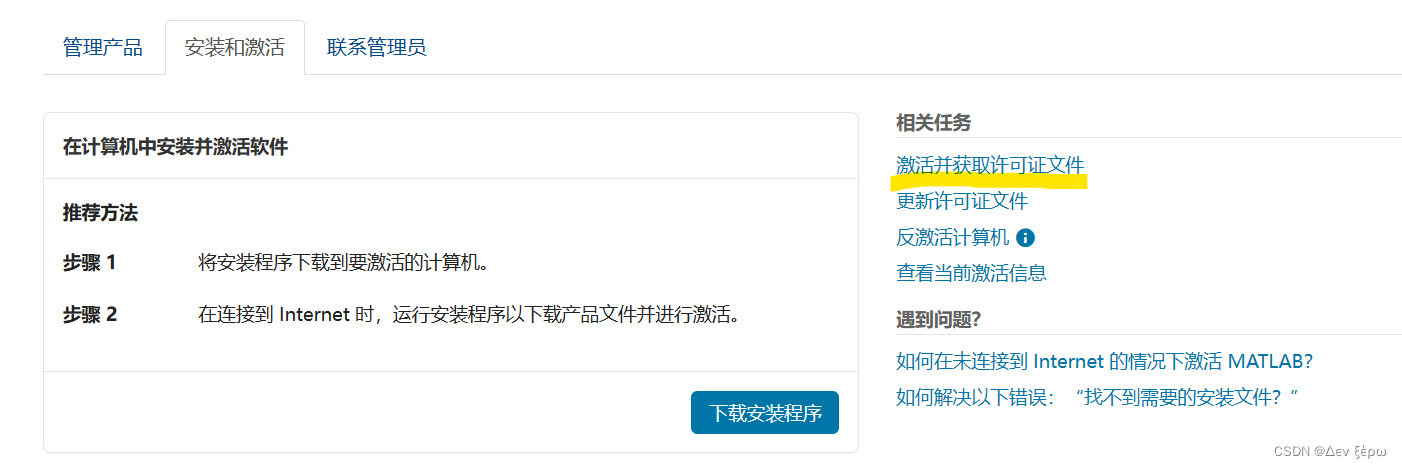 管理产品
安装和激活
联系管理员
在计算机中安装并激活软件
推荐方法
步骤 1 将安装程序下载到要激活的计算机。
步骤 2 在连接到 Internet 时，运行安装程序以下载产品文件并进行激活。
下载安装程序
相关任务
激活并获取许可证文件
更新许可证文件
反激活计算机
查看当前激活信息
遇到问题?
如何在未连接到 Internet 的情况下激活 MATLAB?
如何解决以下错误：“找不到需要的安装文件？”
CSDN @Δεν ξέρω